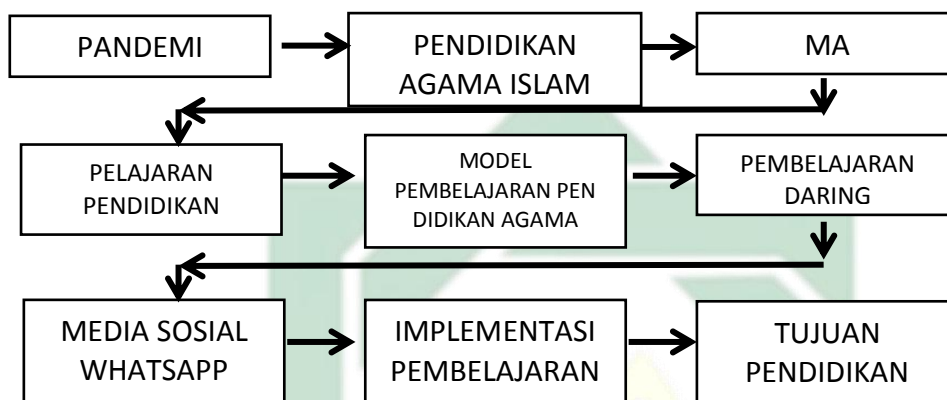 PANDEMI
PENDIDIKAN
AGAMA ISLAM
MA
PELAJARAN
PENDIDIKAN
MODEL
PEMBELAJARAN PEN
DIDIKAN AGAMA
PEMBELAJARAN
DARING
MEDIA SOSIAL
WHATSAPP
IMPLEMENTASI
PEMBELAJARAN
TUJUAN
PENDIDIKAN